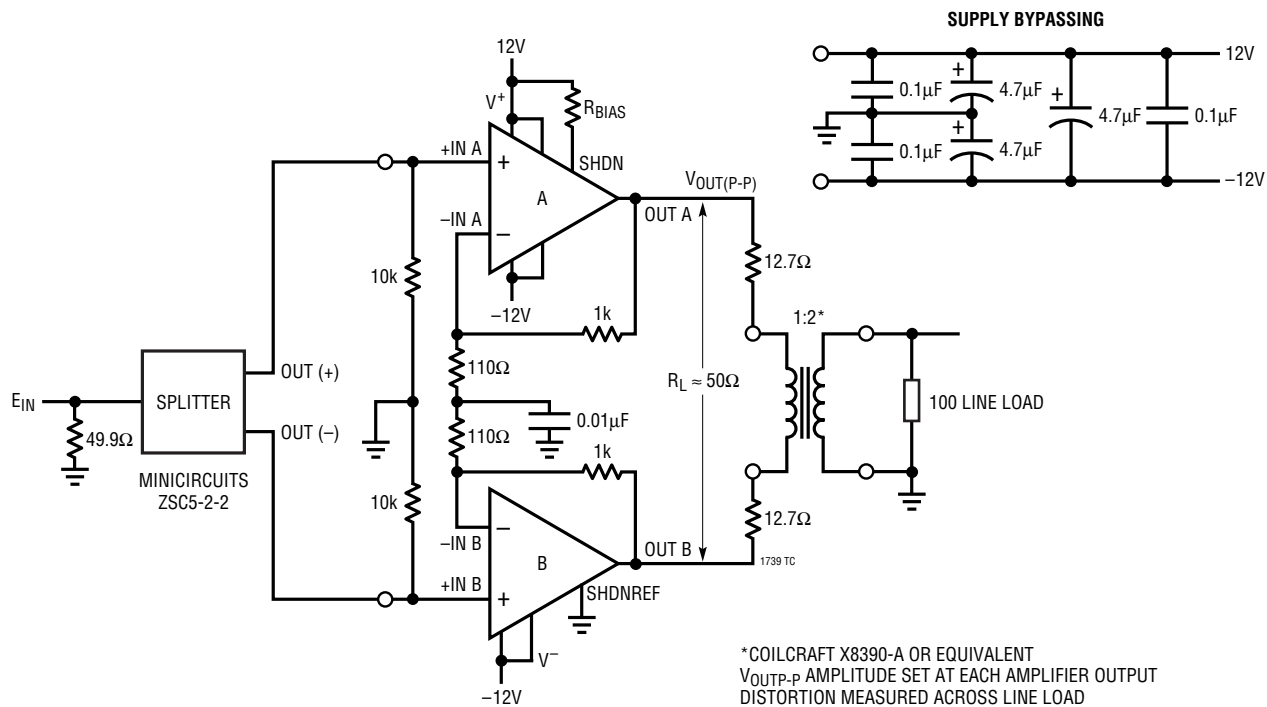 SUPPLY BYPASSING
12V
0.1µF
+
4.7µF
+
4.7µF
0.1µF
0.1µF
+
4.7µF
–12V
12V
V+
RBIAS
+IN A
+
SHDN
A
–IN A
–
VOUT(P-P)
OUT A
–12V
10k
1k
12.7Ω
1:2*
110Ω
RL ≈ 50Ω
100 LINE LOAD
EIN
49.9Ω
SPLITTER
OUT (+)
OUT (–)
MINICIRCUITS
ZSC5-2-2
0.01µF
110Ω
1k
10k
–
–IN B
B
OUT B
12.7Ω
1739 TC
+IN B
+
SHDNREF
V–
–12V
*COILCRAFT X8390-A OR EQUIVALENT
VOUTP-P AMPLITUDE SET AT EACH AMPLIFIER OUTPUT
DISTORTION MEASURED ACROSS LINE LOAD